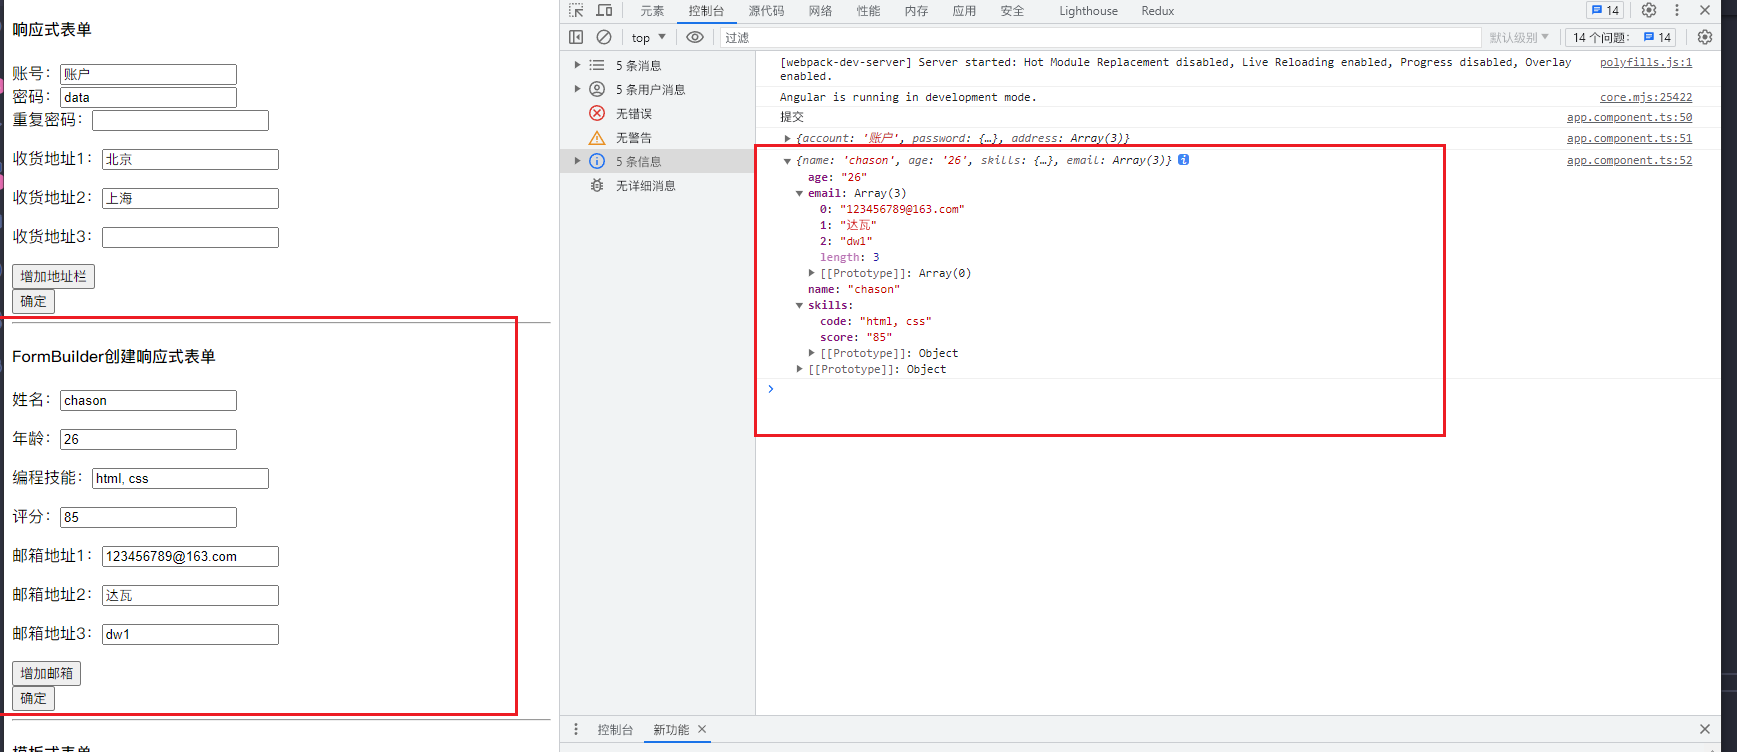 响应式表单
账号： 账户
密码： data
重复密码：
收货地址1： 北京
收货地址2： 上海
收货地址3：
增加地址栏
确定
FormBuilder创建响应式表单
姓名： chason
年龄： 26
编程技能： html, css
评分： 85
邮箱地址1： 123456789@163.com
邮箱地址2： 达瓦
邮箱地址3： dw1
增加邮箱
确定
模板式表单
元素 控制台 源代码 网络 性能 内存 应用 安全 Lighthouse Redux 14
top 过滤 默认级别 14 个问题： 14
5 条消息
5 条用户消息
无错误
无警告
5 条信息
无详细消息
[webpack-dev-server] Server started: Hot Module Replacement disabled, Live Reloading enabled, Progress disabled, Overlay polyfills.js:1
enabled.
Angular is running in development mode. core.mjs:25422
提交 app.component.ts:50
{account: '账户', password: {…}, address: Array(3)} app.component.ts:51
{name: 'chason', age: '26', skills: {…}, email: Array(3)} app.component.ts:52
age: "26"
email: Array(3)
0: "123456789@163.com"
1: "达瓦"
2: "dw1"
length: 3
[[Prototype]]: Array(0)
name: "chason"
skills:
code: "html, css"
score: "85"
[[Prototype]]: Object
[[Prototype]]: Object
控制台 新功能